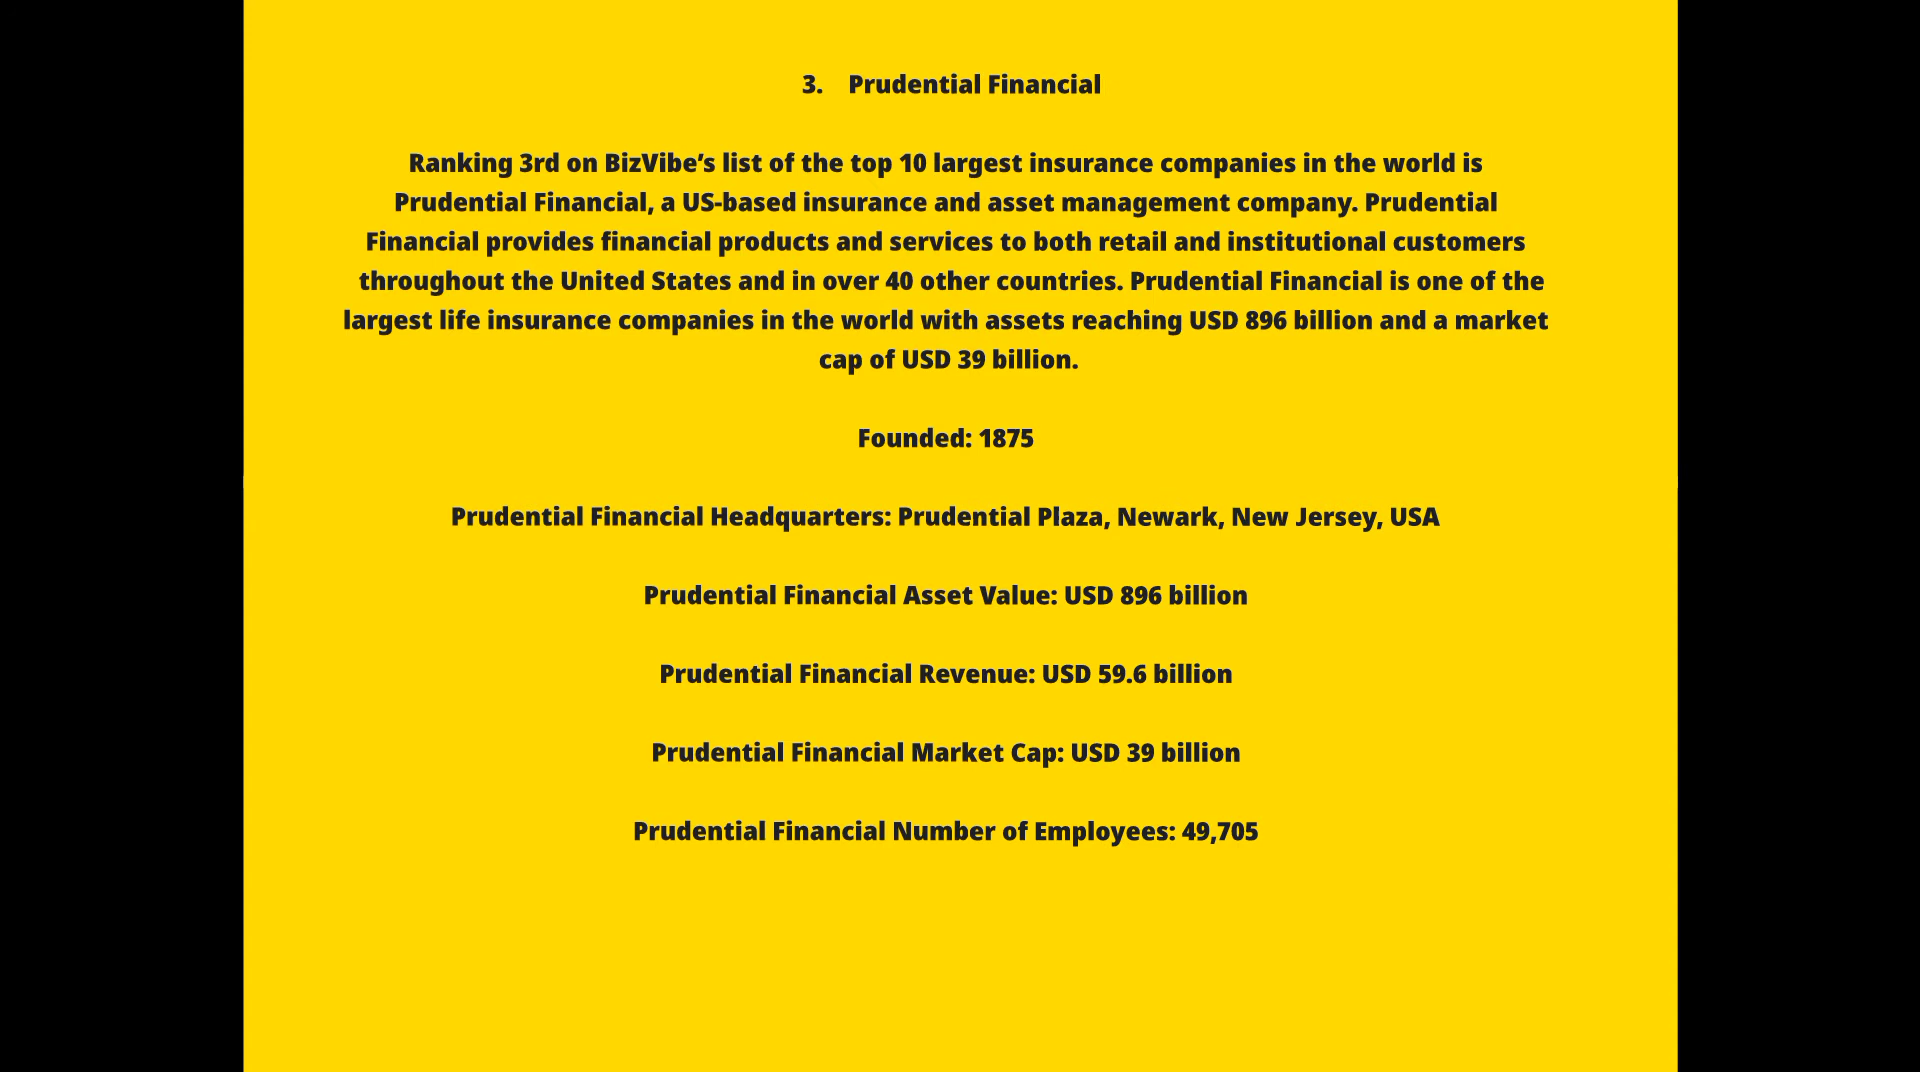 3. Prudential Financial
Ranking 3rd on BizVibe’s list of the top 10 largest insurance companies in the world is
Prudential Financial, a US-based insurance and asset management company. Prudential
Financial provides financial products and services to both retail and institutional customers
throughout the United States and in over 40 other countries. Prudential Financial is one of the
largest life insurance companies in the world with assets reaching USD 896 billion and a market
cap of USD 39 billion.
Founded: 1875
Prudential Financial Headquarters: Prudential Plaza, Newark, New Jersey, USA
Prudential Financial Asset Value: USD 896 billion
Prudential Financial Revenue: USD 59.6 billion
Prudential Financial Market Cap: USD 39 billion
Prudential Financial Number of Employees: 49,705